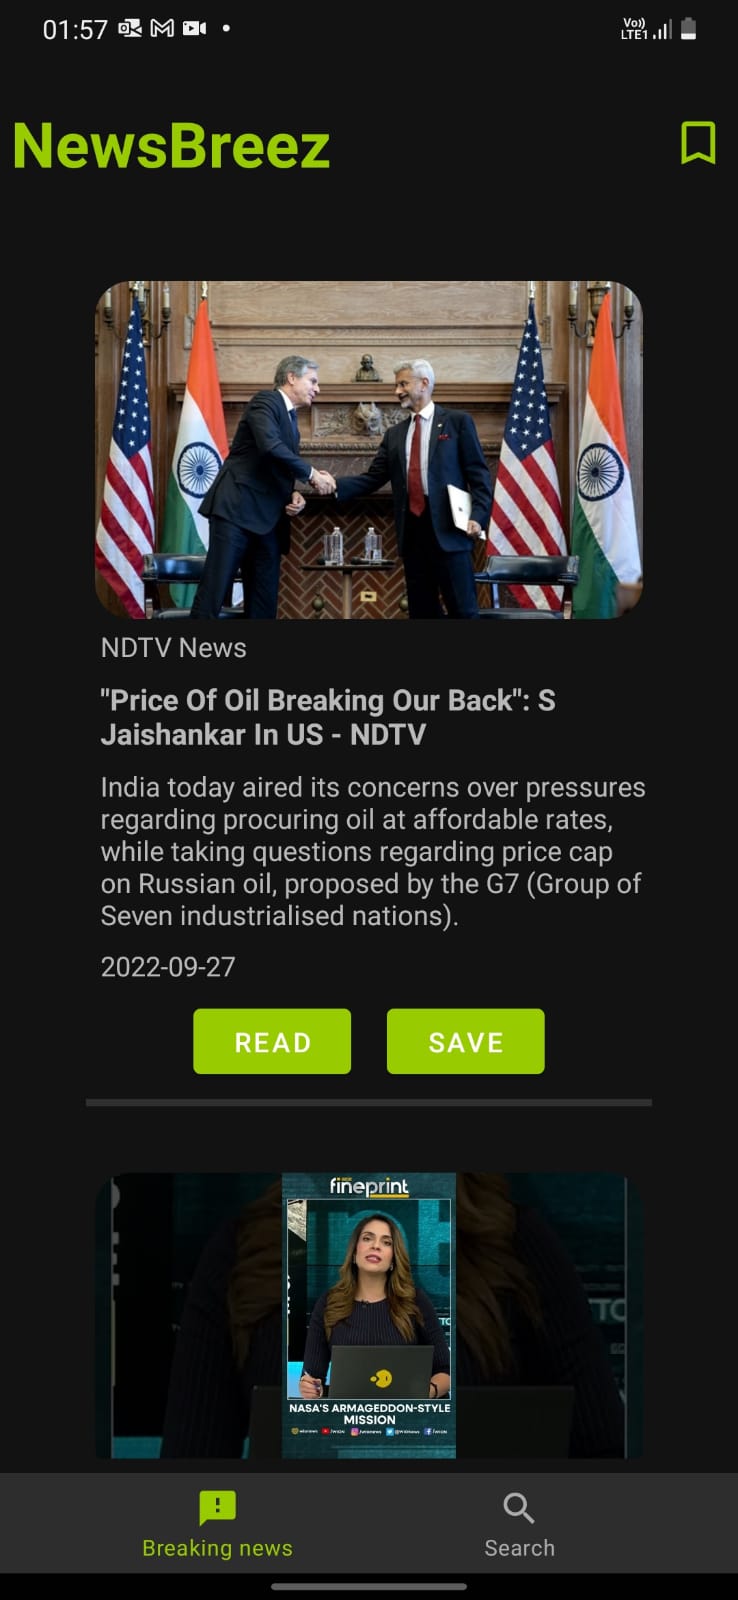 01:57
Vo))
LTE1
NewsBreez
NDTV News
"Price Of Oil Breaking Our Back": S
Jaishankar In US - NDTV
India today aired its concerns over pressures
regarding procuring oil at affordable rates,
while taking questions regarding price cap
on Russian oil, proposed by the G7 (Group of
Seven industrialised nations).
2022-09-27
READ
SAVE
fineprint
NASA'S ARMAGEDDON-STYLE
MISSION
Breaking news
Search